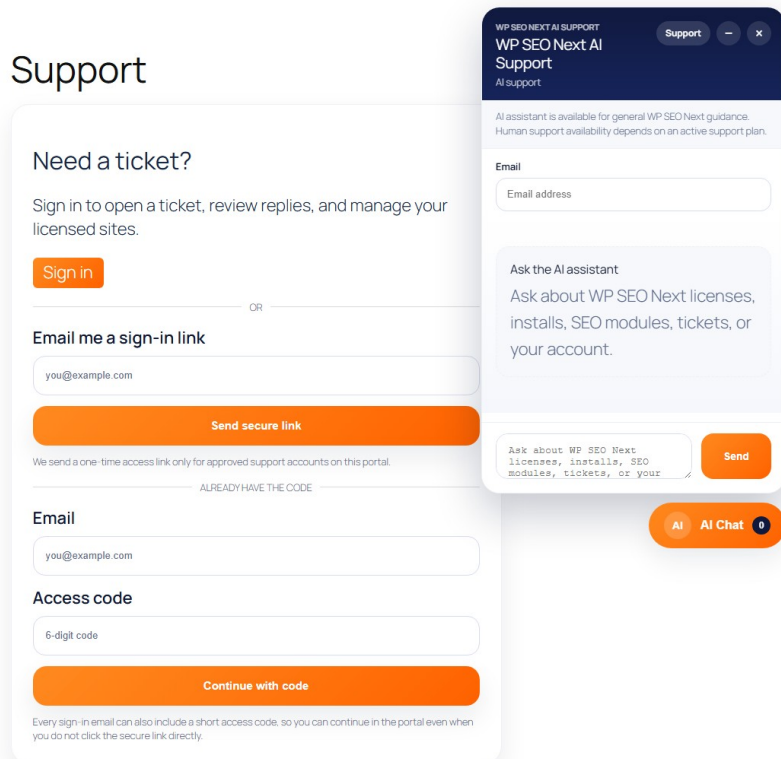 Support
Need a ticket?
Sign in to open a ticket, review replies, and manage your
licensed sites.
Sign in
OR
Email me a sign-in link
you@example.com
Send secure link
We send a one-time access link only for approved support accounts on this portal.
ALREADY HAVE THE CODE
Email
you@example.com
Access code
6-digit code
Continue with code
Every sign-in email can also include a short access code, so you can continue in the portal even when
you do not click the secure link directly.
WP SEO NEXT AI SUPPORT
WP SEO Next AI
Support
AI support
Support
AI assistant is available for general WP SEO Next guidance.
Human support availability depends on an active support plan.
Email
Email address
Ask the AI assistant
Ask about WP SEO Next licenses,
installs, SEO modules, tickets, or
your account.
Ask about WP SEO Next
licenses, installs, SEO
modules, tickets, or your
Send
AI AI Chat 0